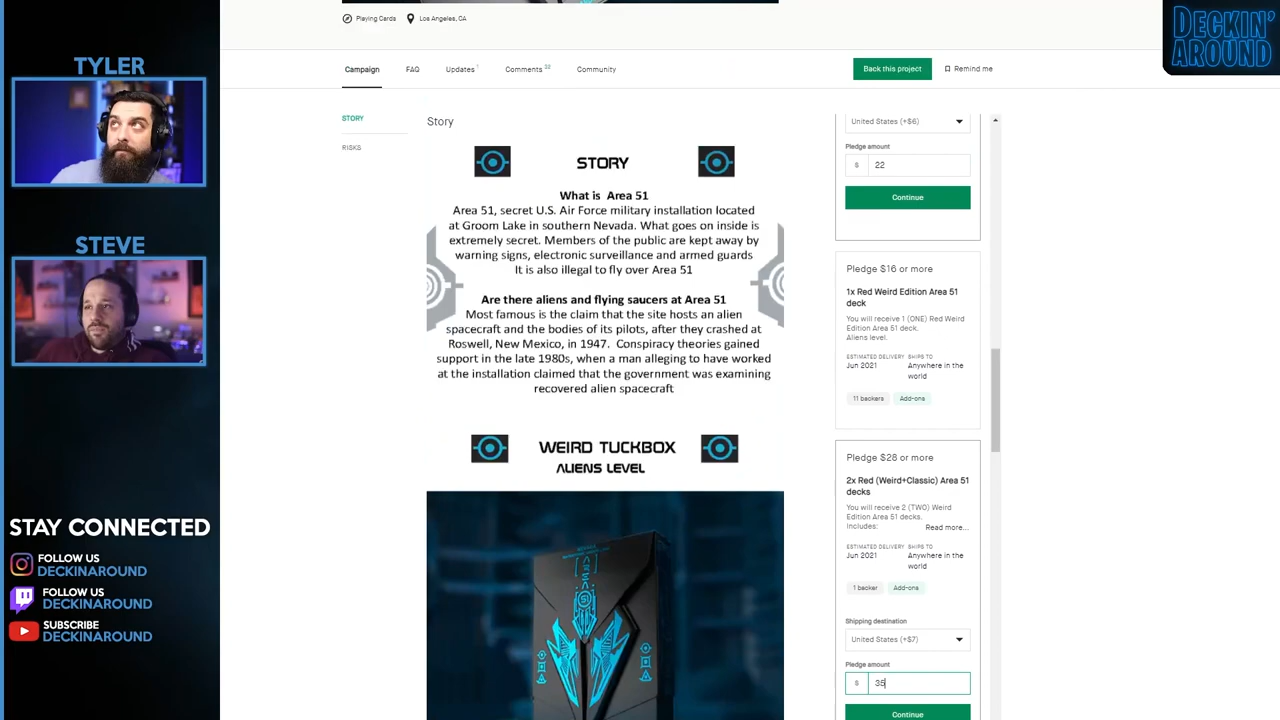 TYLER
STEVE
STAY CONNECTED
FOLLOW US
DECKINAROUND
FOLLOW US
DECKINAROUND
SUBSCRIBE
DECKINAROUND
DECKIN'
AROUND
Playing Cards
Los Angeles, CA
Campaign
FAQ
Updates 1
Comments
Community
Back this project
Remind me
STORY
RISKS
Story
STORY
What is Area 51
Area 51, secret U.S. Air Force military installation located
at Groom Lake in southern Nevada. What goes on inside is
extremely secret. Members of the public are kept away by
warning signs, electronic surveillance and armed guards
It is also illegal to fly over Area 51
Are there aliens and flying saucers at Area 51
Most famous is the claim that the site hosts an alien
spacecraft and the bodies of its pilots, after they crashed at
Roswell, New Mexico, in 1947. Conspiracy theories gained
support in the late 1980s, when a man alleging to have worked
at the installation claimed that the government was examining
recovered alien spacecraft
WEIRD TUCKBOX
ALIENS LEVEL
United States (+$6)
Pledge amount
$ 22
Continue
Pledge $16 or more
1x Red Weird Edition Area 51
deck
You will receive 1 (ONE) Red Weird
Edition Area 51 deck.
Aliens level.
ESTIMATED DELIVERY
Jun 2021
SHIPS TO
Anywhere in the
world
11 backers
Add-ons
Pledge $28 or more
2x Red (Weird+Classic) Area 51
decks
You will receive 2 (TWO) Weird
Edition Area 51 decks.
Includes:
Read more...
ESTIMATED DELIVERY
Jun 2021
SHIPS TO
Anywhere in the
world
1 backer
Add-ons
Shipping destination
United States (+$7)
Pledge amount
$ 35
Continue